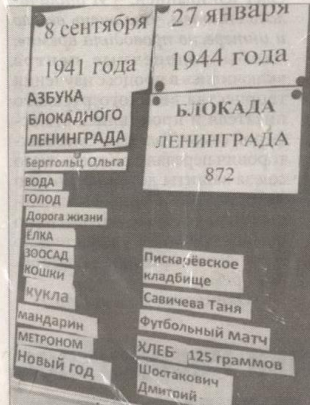 8 сентября
1941 года
27 января
1944 года
АЗБУКА
БЛОКАДНОГО
ЛЕНИНГРАДА
БЛОКАДА
ЛЕНИНГРАДА
872
Берггольц Ольга
ВОДА
ГОЛОД
Дорога жизни
ЁЛКА
ЗООСАД
КОШКИ
кукла
мандарин
МЕТРОНОМ
Новый год
Пискарёвское
кладбище
Савичева Таня
Футбольный матч
ХЛЕБ 125 граммов
Шостакович
Дмитрий